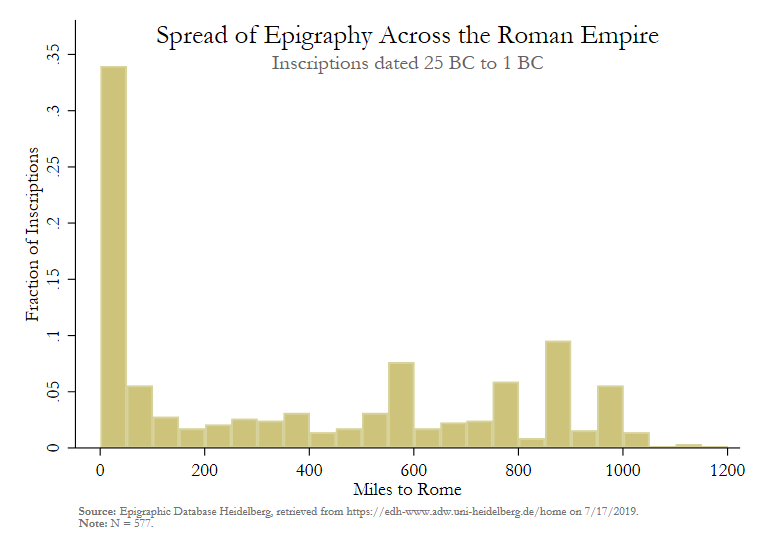 Spread of Epigraphy Across the Roman Empire
Inscriptions dated 25 BC to 1 BC
Fraction of Inscriptions
.35
.3
.25
.2
.15
.1
.05
0
0 200 400 600 800 1000 1200
Miles to Rome
Source: Epigraphic Database Heidelberg, retrieved from https://edh-www.adw.uni-heidelberg.de/home on 7/17/2019.
Note: N = 577.